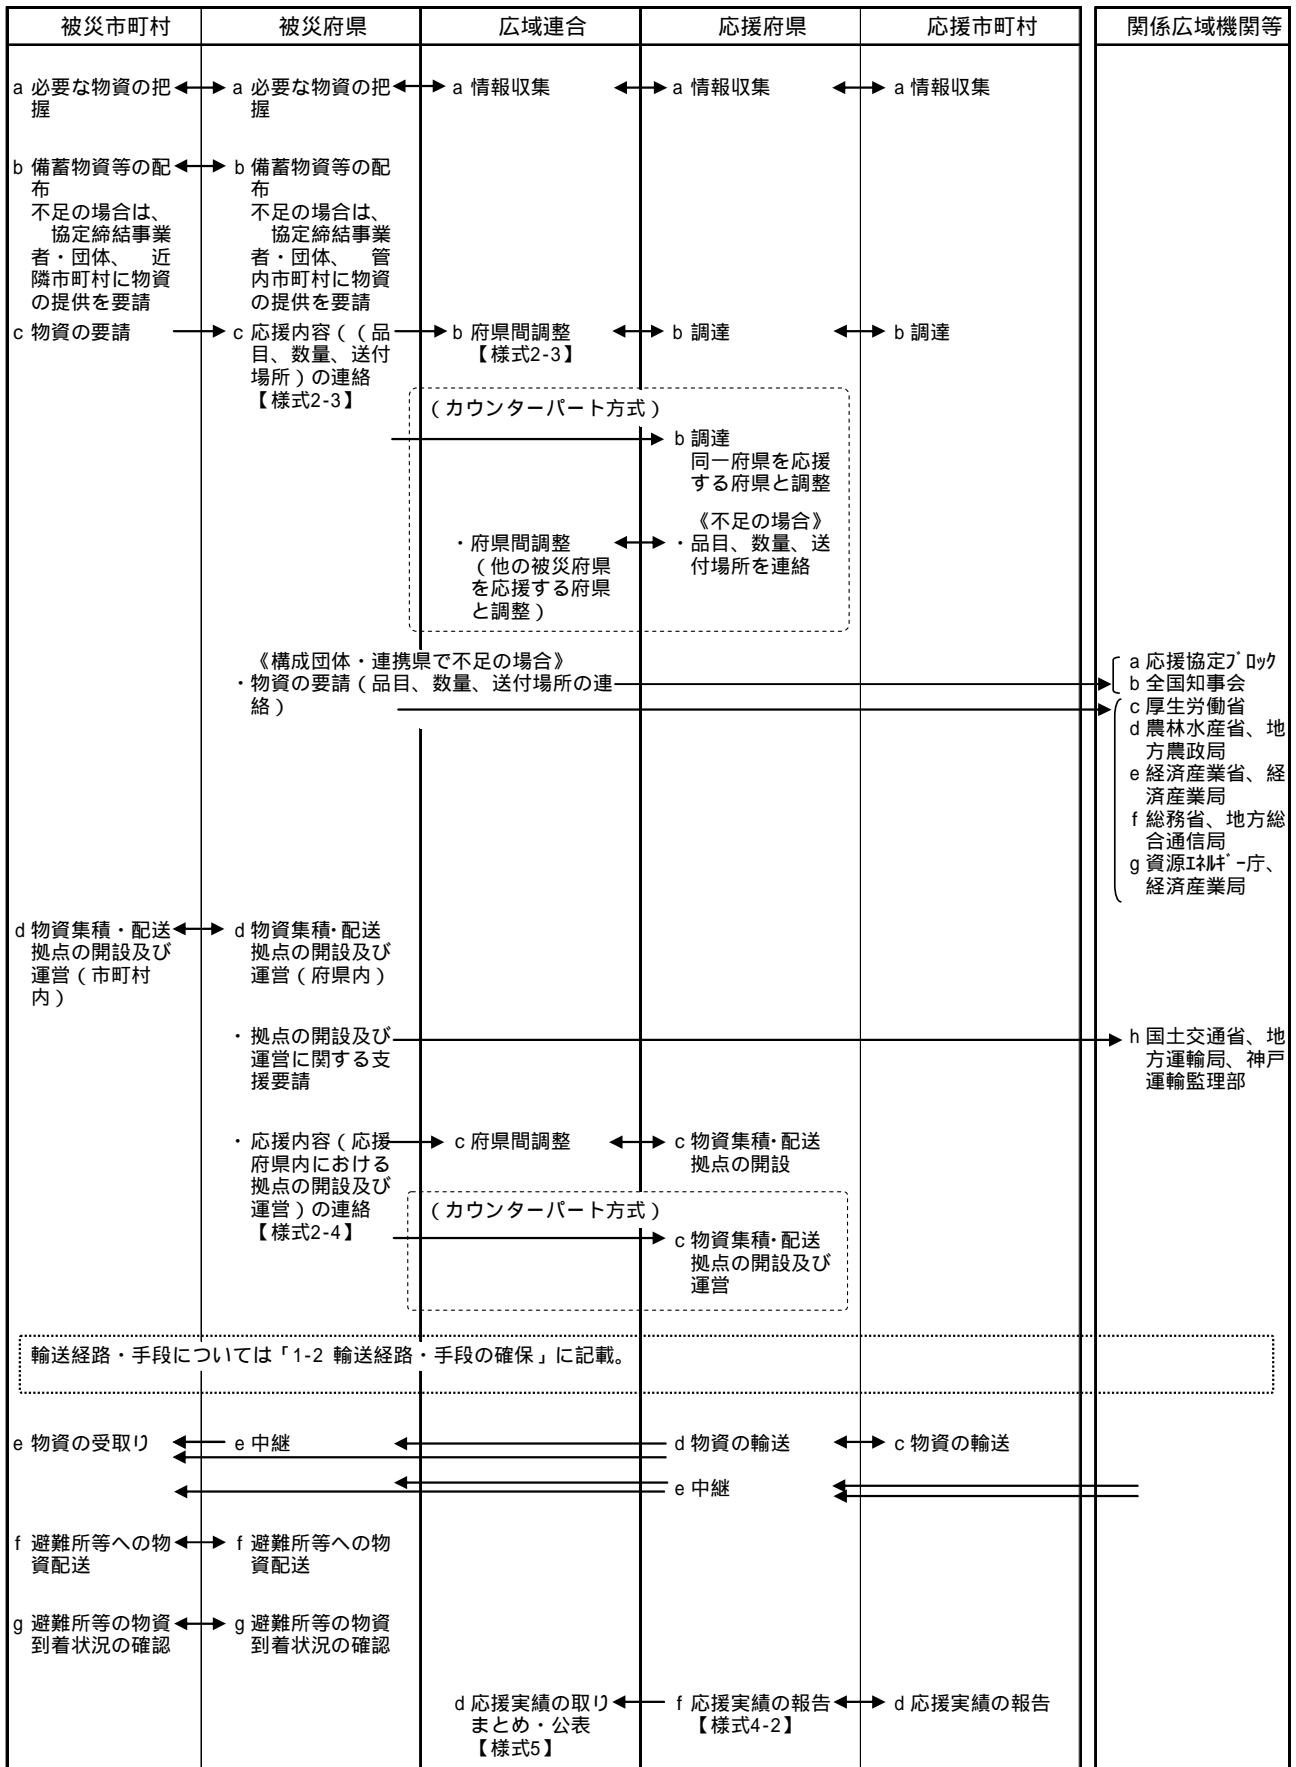 被災市町村
被災府県
広域連合
応援府県
応援市町村
関係広域機関等
a 必要な物資の把
握
a 必要な物資の把
握
a 情報収集
a 情報収集
a 情報収集
b 備蓄物資等の配
布
不足の場合は、
協定締結事業
者・団体、　近
隣市町村に物資
の提供を要請
b 備蓄物資等の配
布
不足の場合は、
協定締結事業
者・団体、　管
内市町村に物資
の提供を要請
c 物資の要請
c 応援内容（（品
目、数量、送付
場所）の連絡
【様式2-3】
b 府県間調整
【様式2-3】
b 調達
b 調達
（カウンターパート方式）
b 調達
同一府県を応援
する府県と調整
《不足の場合》
・品目、数量、送
付場所を連絡
・府県間調整
（他の被災府県
を応援する府県
と調整）
《構成団体・連携県で不足の場合》
・物資の要請（品目、数量、送付場所の連
絡）
a 応援協定ﾌﾞﾛｯｸ
b 全国知事会
c 厚生労働省
d 農林水産省、地
方農政局
e 経済産業省、経
済産業局
f 総務省、地方総
合通信局
g 資源ｴﾈﾙｷﾞｰ庁、
経済産業局
d 物資集積・配送
拠点の開設及び
運営（市町村
内）
d 物資集積・配送
拠点の開設及び
運営（府県内）
・ 拠点の開設及び
運営に関する支
援要請
h 国土交通省、地
方運輸局、神戸
運輸監理部
・ 応援内容（応援
府県内における
拠点の開設及び
運営）の連絡
【様式2-4】
c 府県間調整
c 物資集積・配送
拠点の開設
（カウンターパート方式）
c 物資集積・配送
拠点の開設及び
運営
輸送経路・手段については「1-2 輸送経路・手段の確保」に記載。
e 物資の受取り
e 中継
d 物資の輸送
c 物資の輸送
e 中継
f 避難所等への物
資配送
f 避難所等への物
資配送
g 避難所等の物資
到着状況の確認
g 避難所等の物資
到着状況の確認
d 応援実績の取り
まとめ・公表
【様式5】
f 応援実績の報告
【様式4-2】
d 応援実績の報告